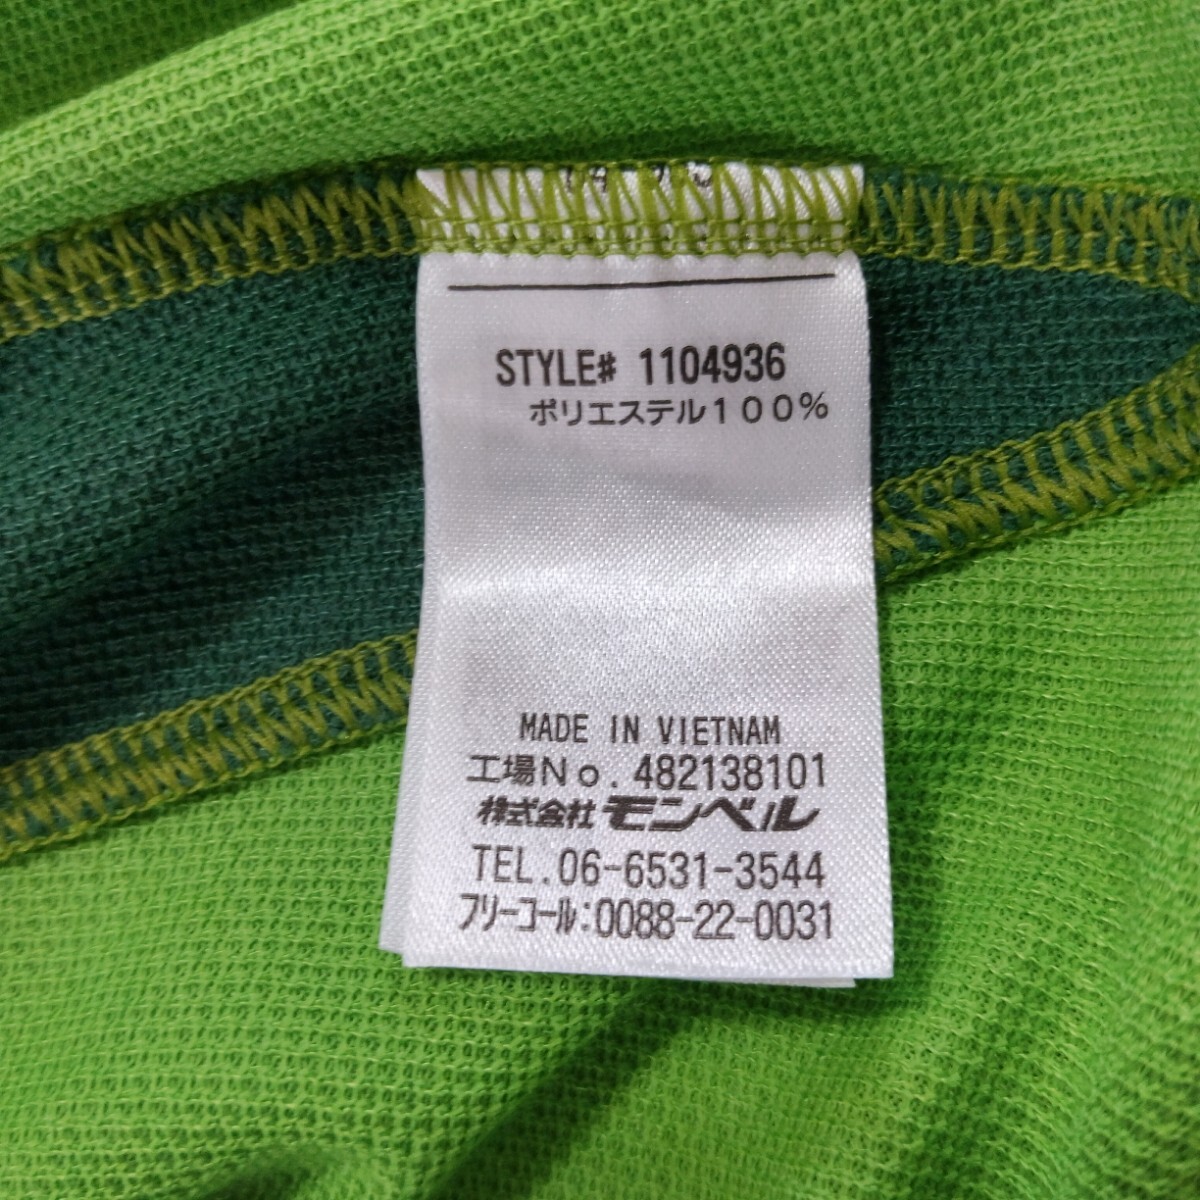 STYLE# 1104936
ポリエステル100%
MADE IN VIETNAM
工場No.482138101
株式会社モンベル
TEL.06-6531-3544
フリーコール:0088-22-0031